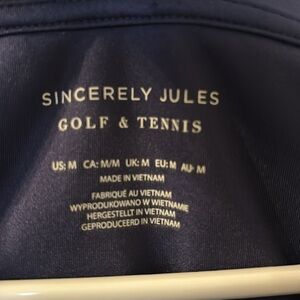 SINCERELY JULES
GOLF & TENNIS
US: M CA: M/M UK: M EU: M AU: M
MADE IN VIETNAM
FABRIQUÉ AU VIETNAM
WYPRODUKOWANO W WIETNAMIE
HERGESTELLT IN VIETNAM
GEPRODUCEERD IN VIETNAM